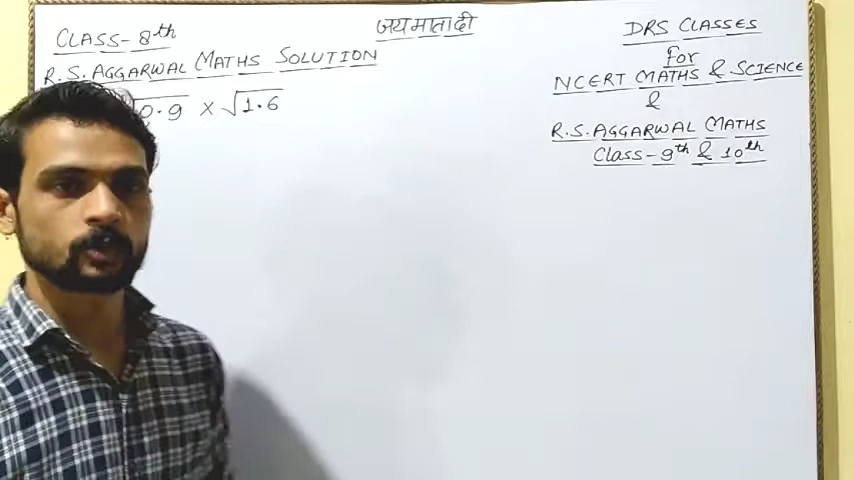 CLASS- 8th
R.S. AGGARWAL MATHS SOLUTION
√0.9 × √1.6
जय माता दी
DRS CLASSES
for
NCERT MATHS & SCIENCE
&
R.S. AGGARWAL MATHS
Class- 9th & 10th